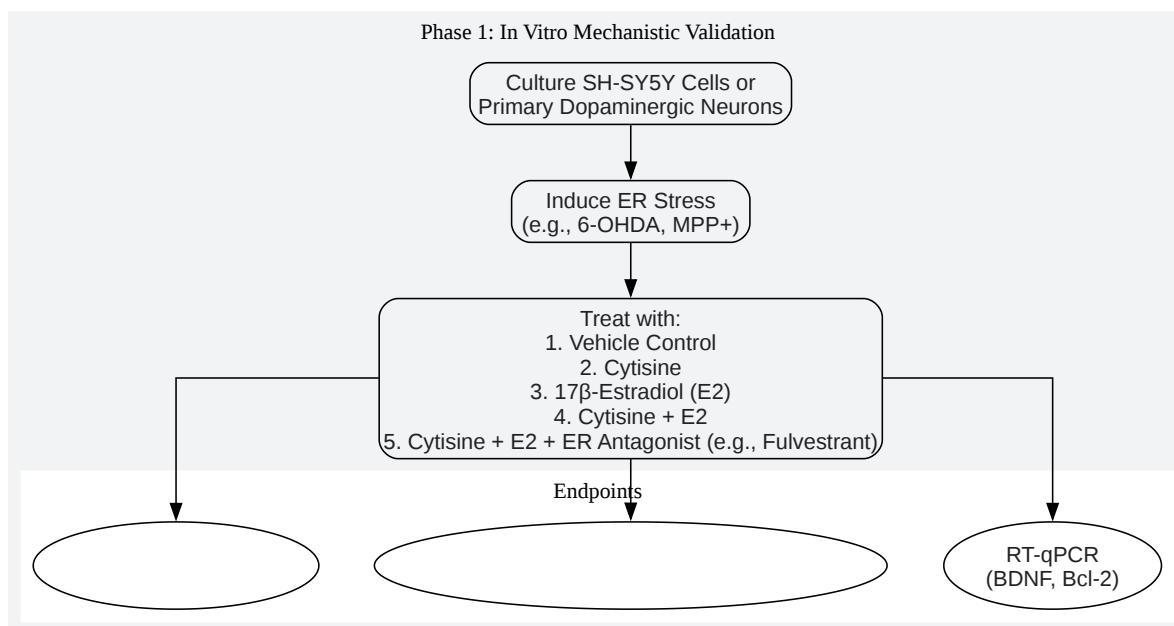 Phase 1: In Vitro Mechanistic Validation
Culture SH-SY5Y Cells or
Primary Dopaminergic Neurons
Induce ER Stress
(e.g., 6-OHDA, MPP+)
Treat with:
1. Vehicle Control
2. Cytisine
3. 17β-Estradiol (E2)
4. Cytisine + E2
5. Cytisine + E2 + ER Antagonist (e.g., Fulvestrant)
Endpoints
RT-qPCR
(BDNF, Bcl-2)